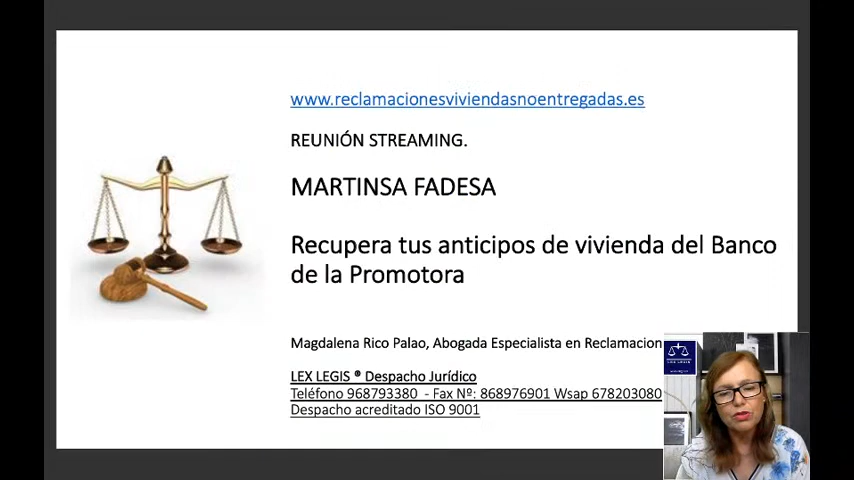 www.reclamacionesviviendasnoentregadas.es
REUNIÓN STREAMING.
MARTINSA FADESA
Recupera tus anticipos de vivienda del Banco
de la Promotora
Magdalena Rico Palao, Abogada Especialista en Reclamacion
LEX LEGIS ® Despacho Jurídico
Teléfono 968793380 - Fax Nº: 868976901 Wsap 678203080
Despacho acreditado ISO 9001
LEX LEGIS